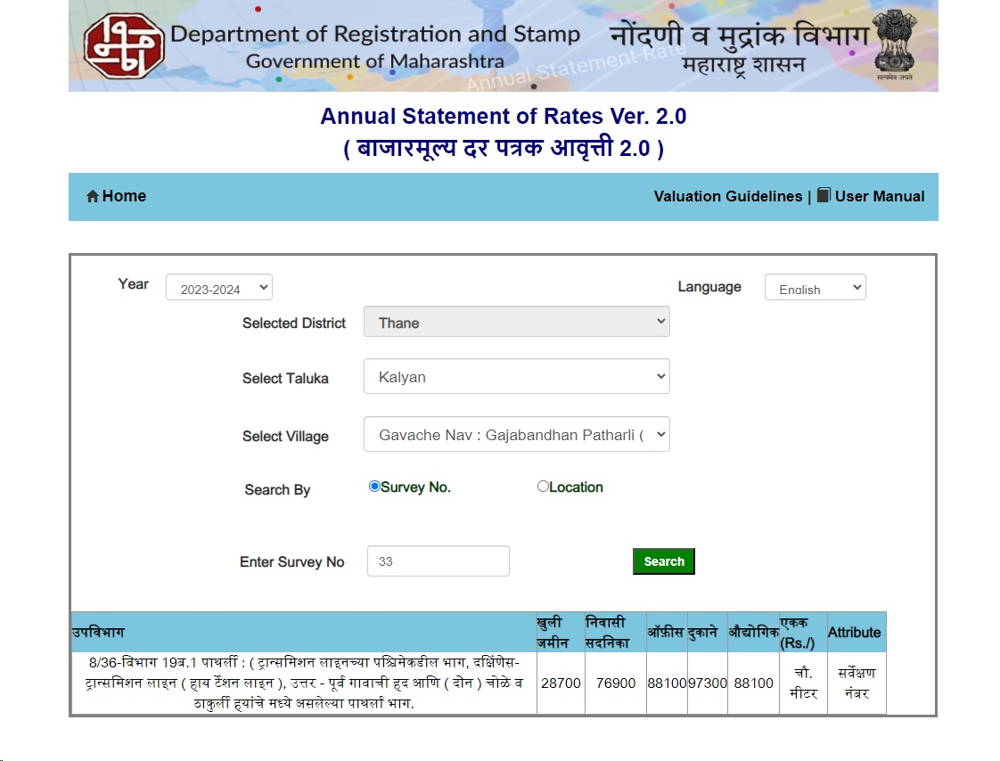 Department of Registration and Stamp
Government of Maharashtra
नोंदणी व मुद्रांक विभाग
महाराष्ट्र शासन
सत्यमेव जयते
Annual Statement Rate
Annual Statement of Rates Ver. 2.0
( बाजारमूल्य दर पत्रक आवृत्ती 2.0 )
Home
Valuation Guidelines | User Manual
Year 2023-2024 Language English
Selected District Thane
Select Taluka Kalyan
Select Village Gavache Nav : Gajabandhan Patharli (
Search By Survey No. Location
Enter Survey No 33 Search
उपविभाग खुली जमीन निवासी सदनिका ऑफ़ीस दुकाने औद्योगिक एकक (Rs./) Attribute
8/36-विभाग 19ब.1 पाथर्ली : ( ट्रान्समिशन लाइनच्या पश्चिमेकडील भाग, दक्षिंणेस-
ट्रान्समिशन लाइन ( हाय टेंशन लाइन ), उत्तर - पूर्व गावाची हद आणि ( दोन ) चोळे व
ठाकुर्ली हयांचे मध्ये असलेल्या पाथर्ला भाग.
28700 76900 88100 97300 88100 चौ. मीटर सर्वेक्षण नंबर